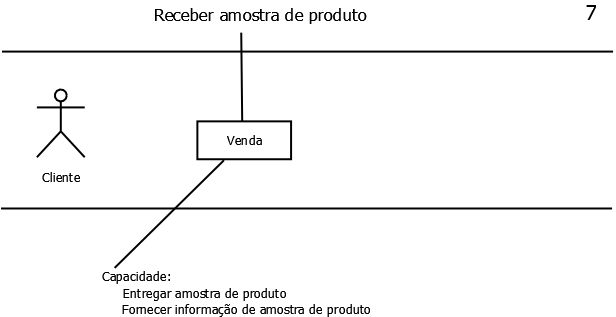 Receber amostra de produto
7
Venda
Cliente
Capacidade:
Entregar amostra de produto
Fornecer informação de amostra de produto